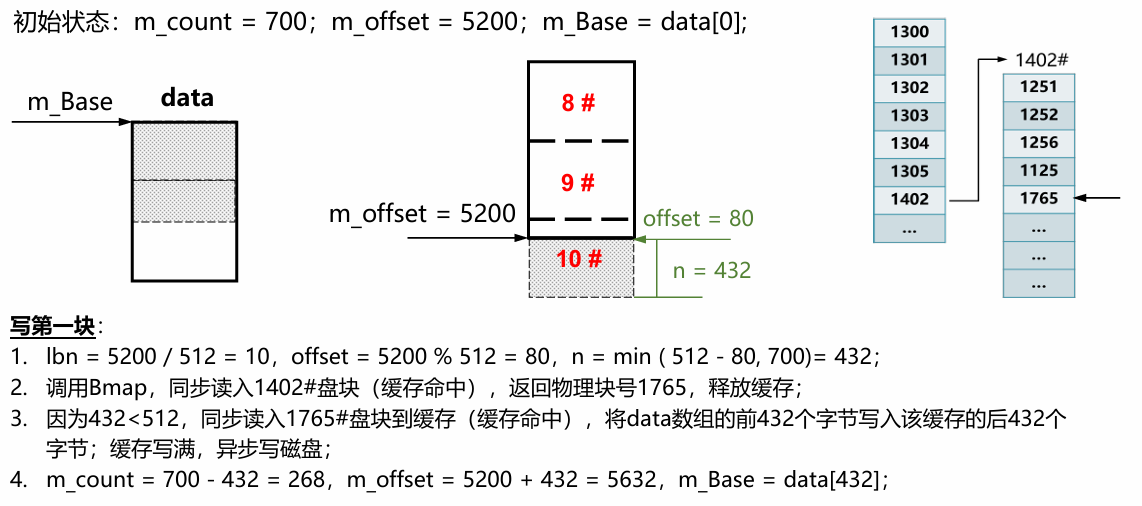 初始状态：m_count = 700；m_offset = 5200；m_Base = data[0];
m_Base
data
8 #
9 #
10 #
m_offset = 5200
offset = 80
n = 432
1300
1301
1302
1303
1304
1305
1402
...
1402#
1251
1252
1256
1125
1765
...
...
...
写第一块：
1. lbn = 5200 / 512 = 10，offset = 5200 % 512 = 80，n = min ( 512 - 80, 700)= 432；
2. 调用Bmap，同步读入1402#盘块（缓存命中），返回物理块号1765，释放缓存；
3. 因为432<512，同步读入1765#盘块到缓存（缓存命中），将data数组的前432个字节写入该缓存的后432个
字节；缓存写满，异步写磁盘；
4. m_count = 700 - 432 = 268，m_offset = 5200 + 432 = 5632，m_Base = data[432]；